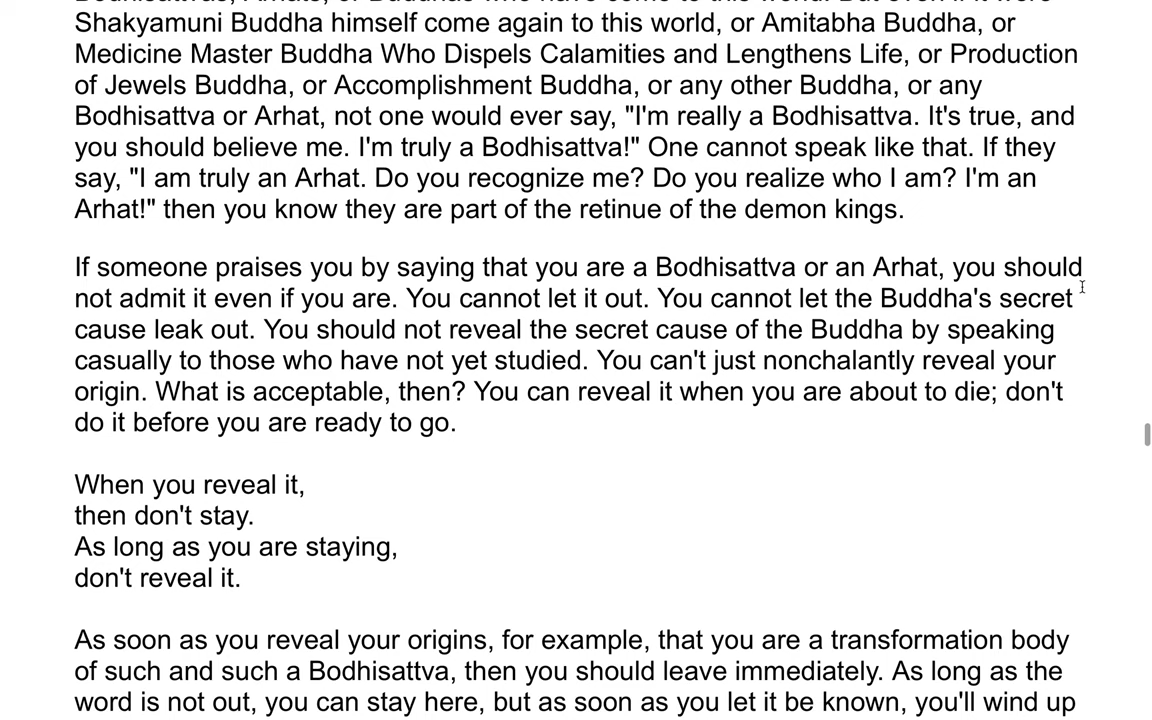 Shakyamuni Buddha himself come again to this world, or Amitabha Buddha, or
Medicine Master Buddha Who Dispels Calamities and Lengthens Life, or Production
of Jewels Buddha, or Accomplishment Buddha, or any other Buddha, or any
Bodhisattva or Arhat, not one would ever say, "I'm really a Bodhisattva. It's true, and
you should believe me. I'm truly a Bodhisattva!" One cannot speak like that. If they
say, "I am truly an Arhat. Do you recognize me? Do you realize who I am? I'm an
Arhat!" then you know they are part of the retinue of the demon kings.
If someone praises you by saying that you are a Bodhisattva or an Arhat, you should
not admit it even if you are. You cannot let it out. You cannot let the Buddha's secret
cause leak out. You should not reveal the secret cause of the Buddha by speaking
casually to those who have not yet studied. You can't just nonchalantly reveal your
origin. What is acceptable, then? You can reveal it when you are about to die; don't
do it before you are ready to go.
When you reveal it,
then don't stay.
As long as you are staying,
don't reveal it.
As soon as you reveal your origins, for example, that you are a transformation body
of such and such a Bodhisattva, then you should leave immediately. As long as the
word is not out, you can stay here, but as soon as you let it be known, you'll wind up